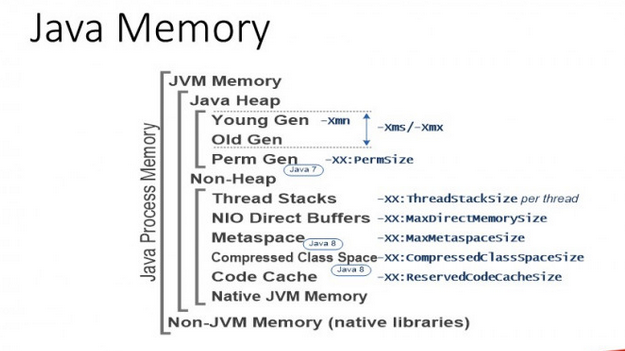 Java Memory
JVM Memory
Java Heap
Young Gen -Xmn
-Xms/-Xmx
Old Gen
Perm Gen -XX:PermSize
Java 7
Non-Heap
Thread Stacks -XX:ThreadStackSize per thread
NIO Direct Buffers -XX:MaxDirectMemorySize
Metaspace -XX:MaxMetaspaceSize
Java 8
Compressed Class Space -XX:CompressedClassSpaceSize
Java 8
Code Cache -XX:ReservedCodeCacheSize
Native JVM Memory
Non-JVM Memory (native libraries)
Java Process Memory